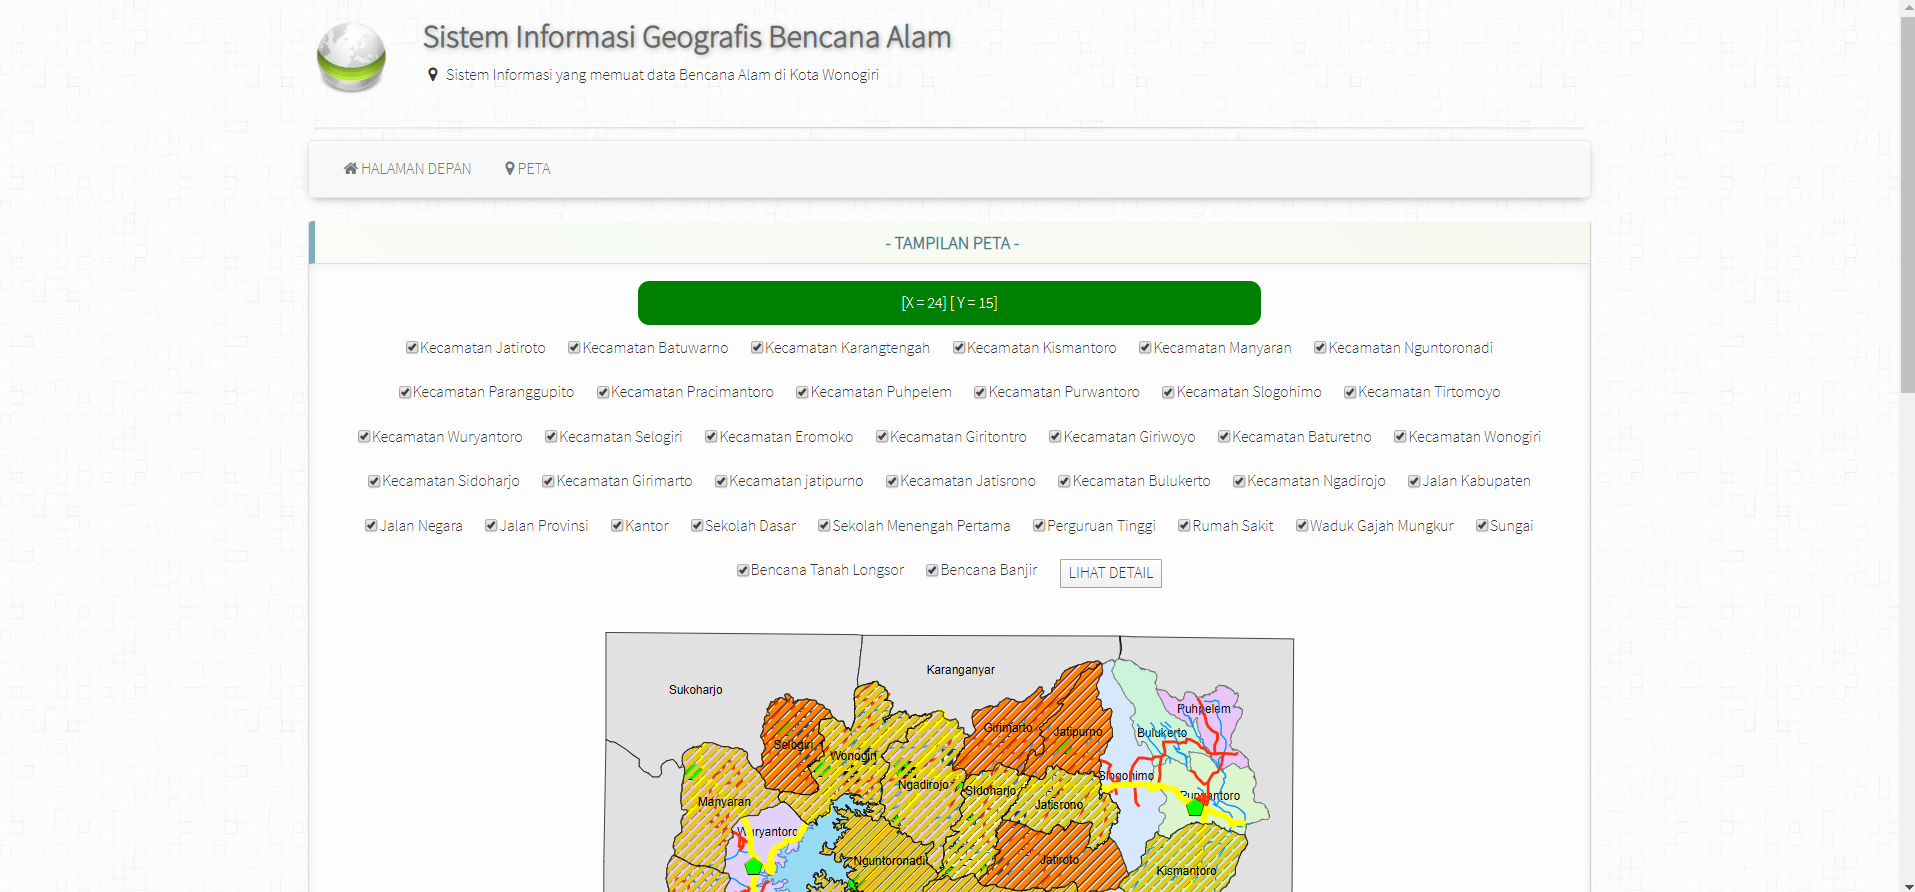 Sistem Informasi Geografis Bencana Alam
Sistem Informasi yang memuat data Bencana Alam di Kota Wonogiri
HALAMAN DEPAN PETA
- TAMPILAN PETA -
[X = 24] [ Y = 15]
Kecamatan Jatiroto Kecamatan Batuwarno Kecamatan Karangtengah Kecamatan Kismantoro Kecamatan Manyaran Kecamatan Nguntoronadi
Kecamatan Paranggupito Kecamatan Pracimantoro Kecamatan Puhpelem Kecamatan Purwantoro Kecamatan Slogohimo Kecamatan Tirtomoyo
Kecamatan Wuryantoro Kecamatan Selogiri Kecamatan Eromoko Kecamatan Giritontro Kecamatan Giriwoyo Kecamatan Baturetno Kecamatan Wonogiri
Kecamatan Sidoharjo Kecamatan Girimarto Kecamatan jatipurno Kecamatan Jatisrono Kecamatan Bulukerto Kecamatan Ngadirojo Jalan Kabupaten
Jalan Negara Jalan Provinsi Kantor Sekolah Dasar Sekolah Menengah Pertama Perguruan Tinggi Rumah Sakit Waduk Gajah Mungkur Sungai
Bencana Tanah Longsor Bencana Banjir LIHAT DETAIL
Karanganyar
Sukoharjo
Puhpelem
Girimarto
Jatipurno
Bulukerto
Selogiri
Wonogiri
Slogohimo
Ngadirojo
Sidoharjo
Purwantoro
Manyaran
Jatisrono
Wuryantoro
Nguntoronadi
Jatiroto
Kismantoro